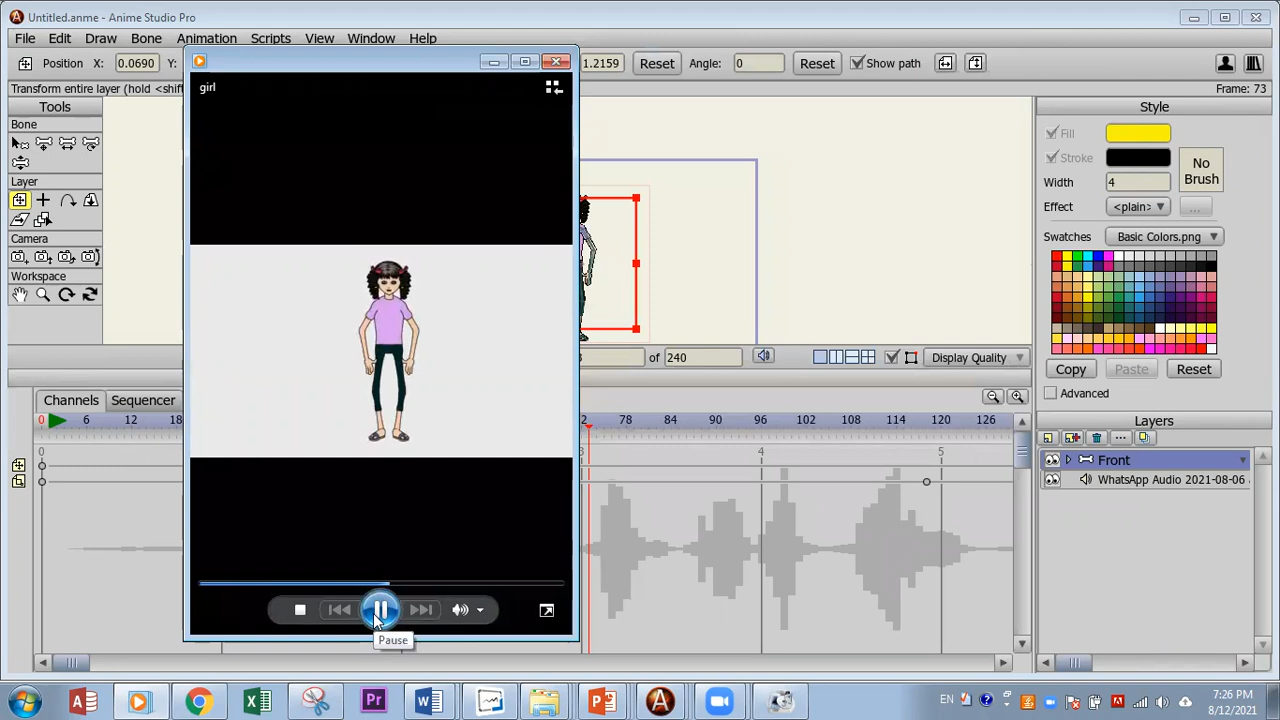 Untitled.anme - Anime Studio Pro
File Edit Draw Bone Animation Scripts View Window Help
Position X: 0.0690 Y: 1.2159 Reset Angle: 0 Reset Show path
Transform entire layer (hold <shift Frame: 73
Tools
Bone
Layer
Camera
Workspace
girl
Pause
of 240 Display Quality
Channels Sequencer
0 6 12 18 2 78 84 90 96 102 108 114 120 126
0 3 4 5
Style
Fill
Stroke
No Brush
Width 4
Effect <plain> ...
Swatches Basic Colors.png
Copy Paste Reset
Advanced
Layers
Front
WhatsApp Audio 2021-08-06
EN 7:26 PM
8/12/2021